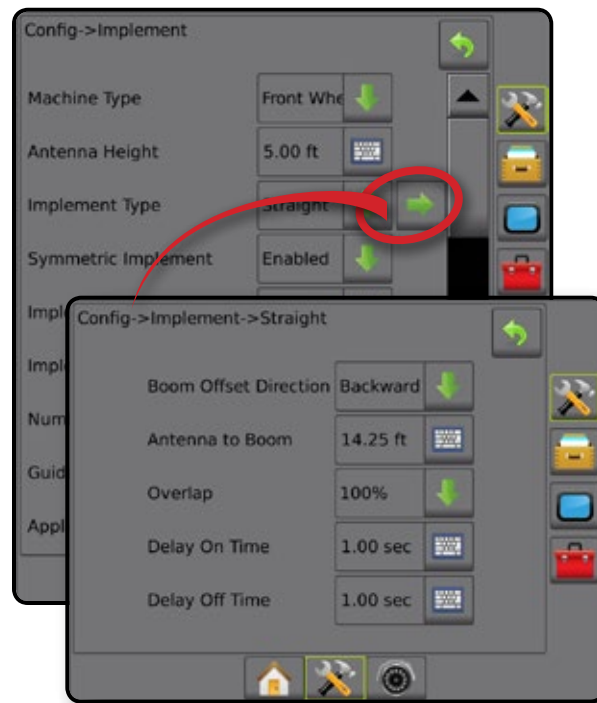 Config->Implement
Machine Type Front Whe
Antenna Height 5.00 ft
Implement Type Straight
Symmetric Implement Enabled
Impl
Impl
Num
Guid
Appl
Config->Implement->Straight
Boom Offset Direction Backward
Antenna to Boom 14.25 ft
Overlap 100%
Delay On Time 1.00 sec
Delay Off Time 1.00 sec